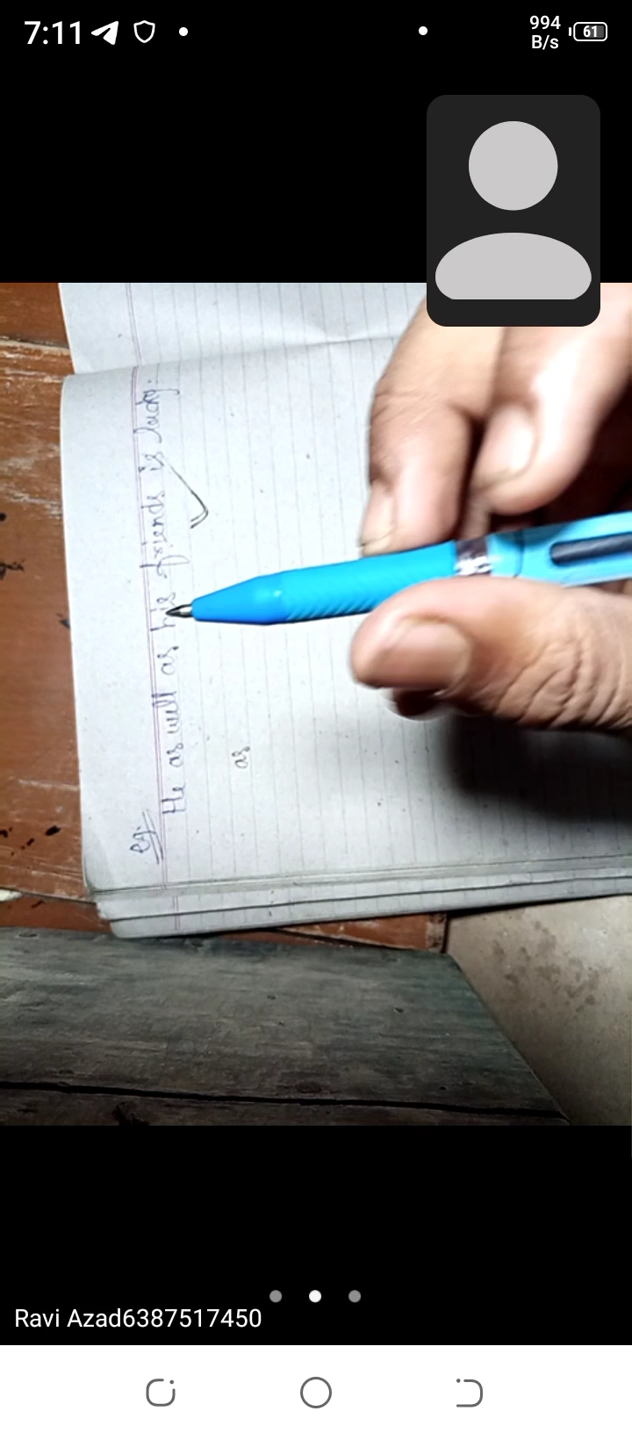 7:11
994
B/s
61
eg.
He as well as his friends is lucky.
as
Ravi Azad6387517450